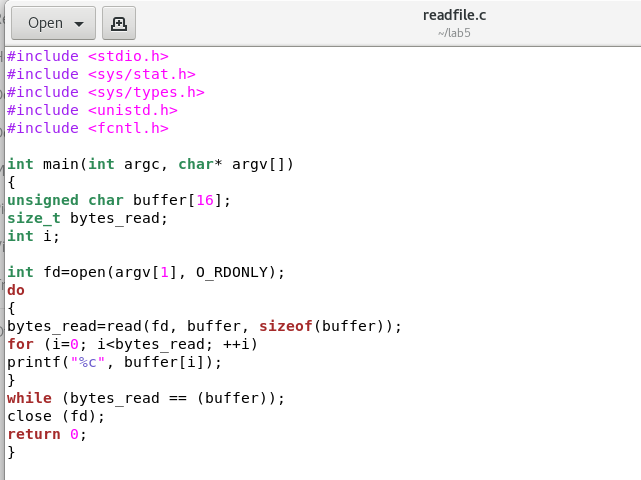 Open
readfile.c
~/lab5
#include <stdio.h>
#include <sys/stat.h>
#include <sys/types.h>
#include <unistd.h>
#include <fcntl.h>
int main(int argc, char* argv[])
{
unsigned char buffer[16];
size_t bytes_read;
int i;
int fd=open(argv[1], O_RDONLY);
do
{
bytes_read=read(fd, buffer, sizeof(buffer));
for (i=0; i<bytes_read; ++i)
printf("%c", buffer[i]);
}
while (bytes_read == (buffer));
close (fd);
return 0;
}